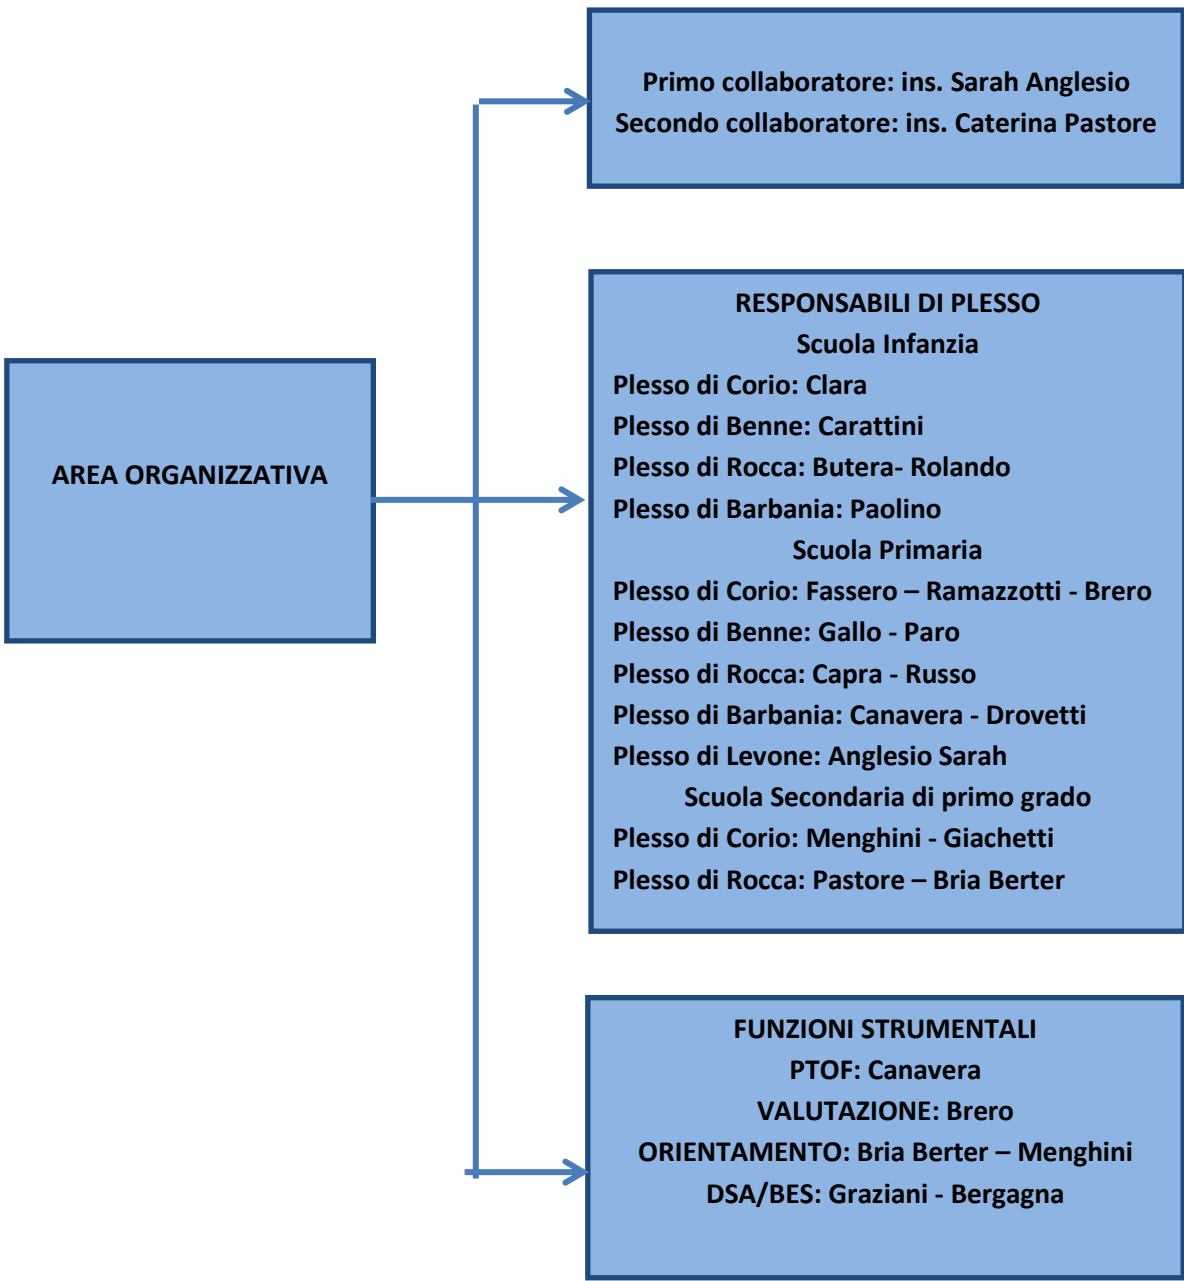 Primo collaboratore: ins. Sarah Anglesio
Secondo collaboratore: ins. Caterina Pastore
AREA ORGANIZZATIVA
RESPONSABILI DI PLESSO
Scuola Infanzia
Plesso di Corio: Clara
Plesso di Benne: Carattini
Plesso di Rocca: Butera- Rolando
Plesso di Barbania: Paolino
Scuola Primaria
Plesso di Corio: Fassero – Ramazzotti - Brero
Plesso di Benne: Gallo - Paro
Plesso di Rocca: Capra - Russo
Plesso di Barbania: Canavera - Drovetti
Plesso di Levone: Anglesio Sarah
Scuola Secondaria di primo grado
Plesso di Corio: Menghini - Giachetti
Plesso di Rocca: Pastore – Bria Berter
FUNZIONI STRUMENTALI
PTOF: Canavera
VALUTAZIONE: Brero
ORIENTAMENTO: Bria Berter – Menghini
DSA/BES: Graziani - Bergagna